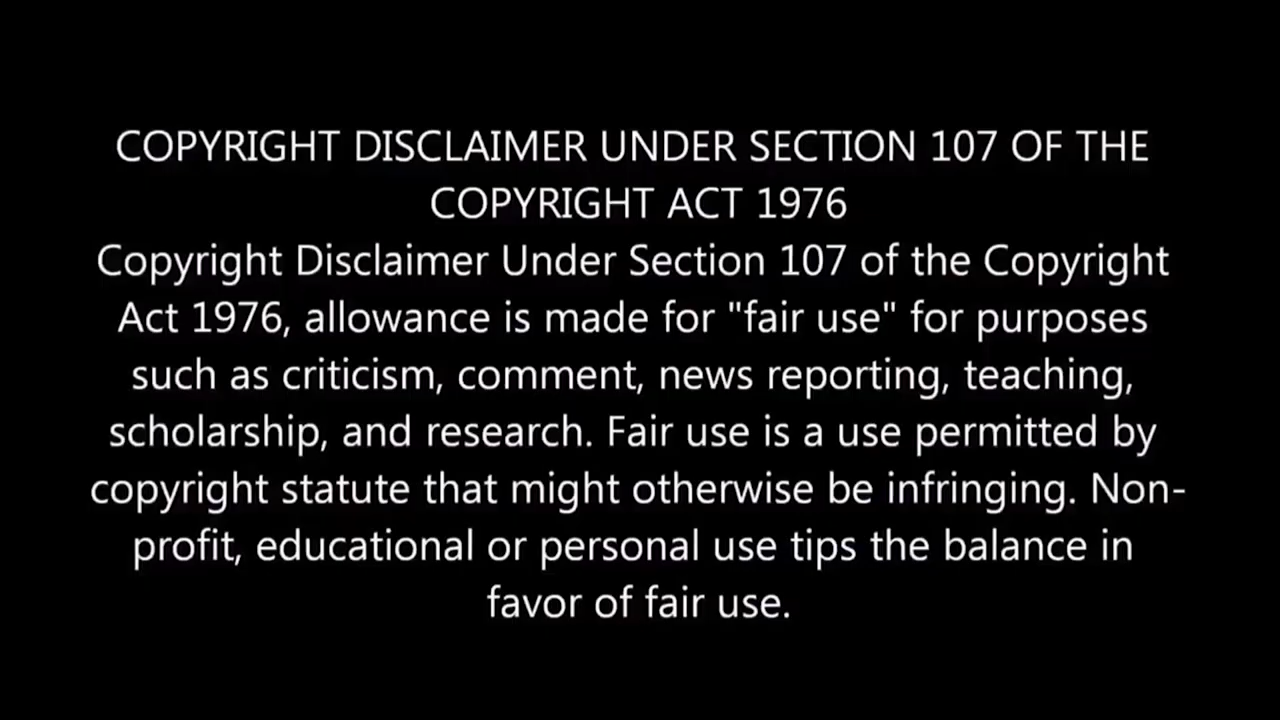 COPYRIGHT DISCLAIMER UNDER SECTION 107 OF THE
COPYRIGHT ACT 1976
Copyright Disclaimer Under Section 107 of the Copyright
Act 1976, allowance is made for "fair use" for purposes
such as criticism, comment, news reporting, teaching,
scholarship, and research. Fair use is a use permitted by
copyright statute that might otherwise be infringing. Non-
profit, educational or personal use tips the balance in
favor of fair use.